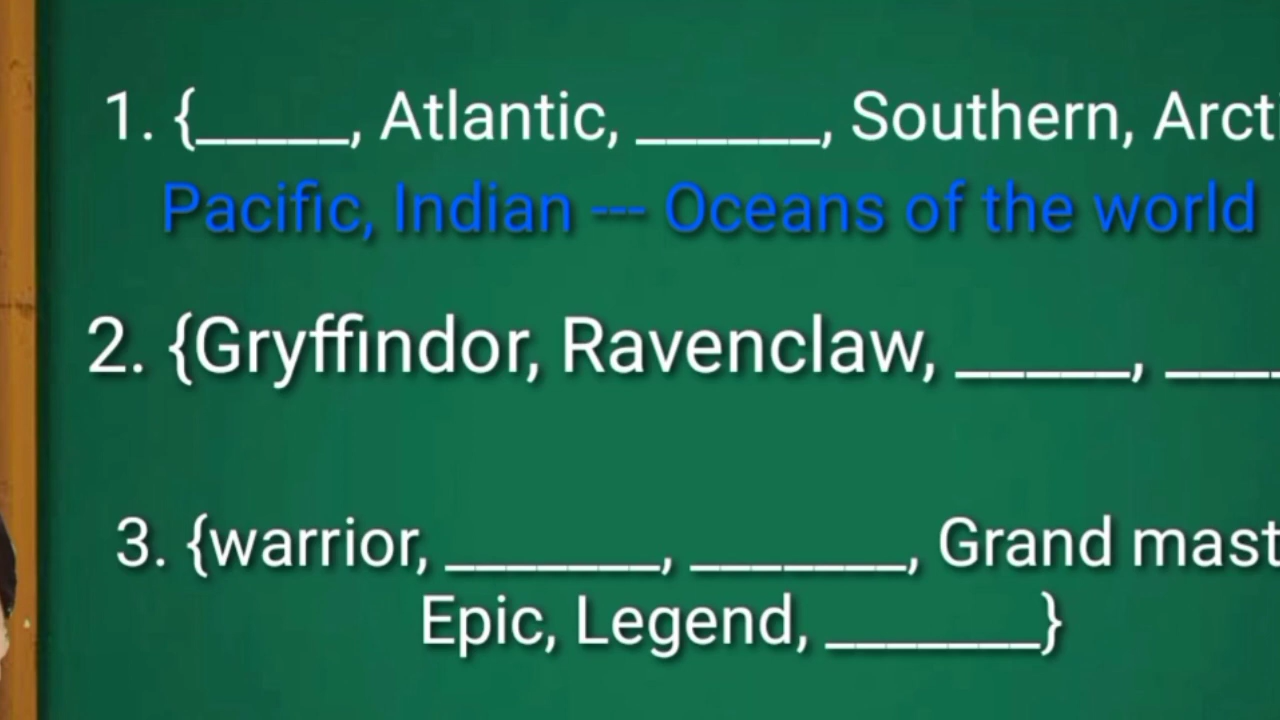 1. {_____, Atlantic, ______, Southern, Arct
Pacific, Indian --- Oceans of the world
2. {Gryffindor, Ravenclaw, _____, ____
3. {warrior, _______, _______, Grand mast
Epic, Legend, _______}